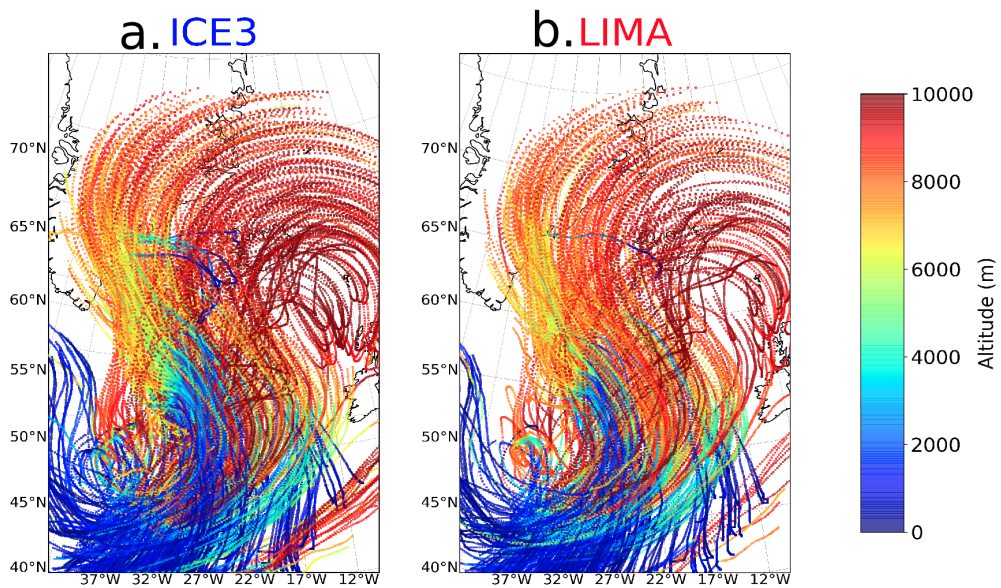 a. ICE3
b. LIMA
70°N
65°N
60°N
55°N
50°N
45°N
40°N
37°W 32°W 27°W 22°W 17°W 12°W
70°N
65°N
60°N
55°N
50°N
45°N
40°N
37°W 32°W 27°W 22°W 17°W 12°W
10000
8000
6000
4000
2000
0
Altitude (m)